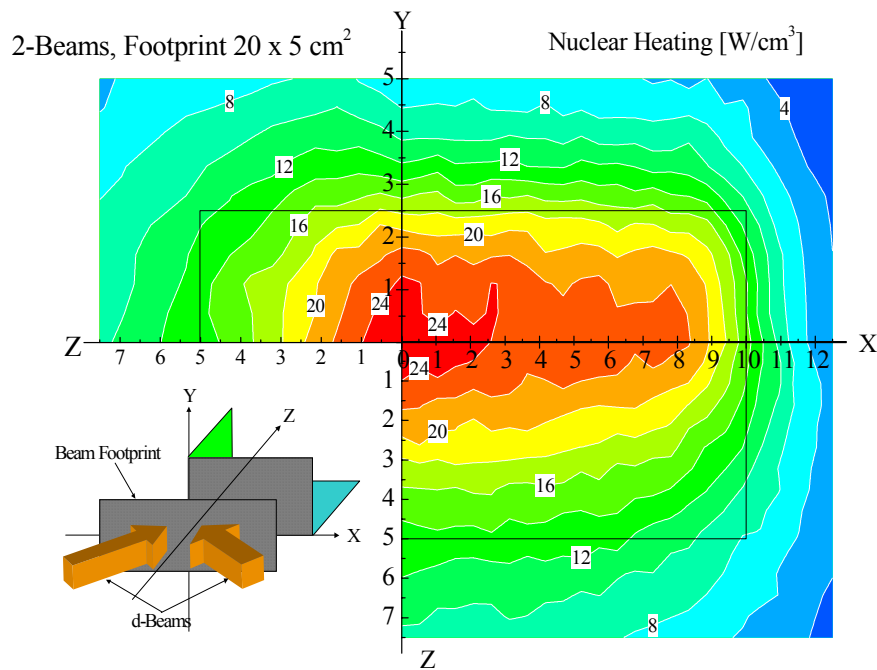 Y
2-Beams, Footprint 20 x 5 cm²
Nuclear Heating [W/cm³]
5
8
8
4
4
12
12
3
16
16
2
20
1
20
24
24
Z
X
7 6 5 4 3 2 1 0 1 2 3 4 5 6 7 8 9 10 11 12
24
1
2
20
3
4
16
5
12
6
7
8
Z
Y
Z
Beam Footprint
X
d-Beams